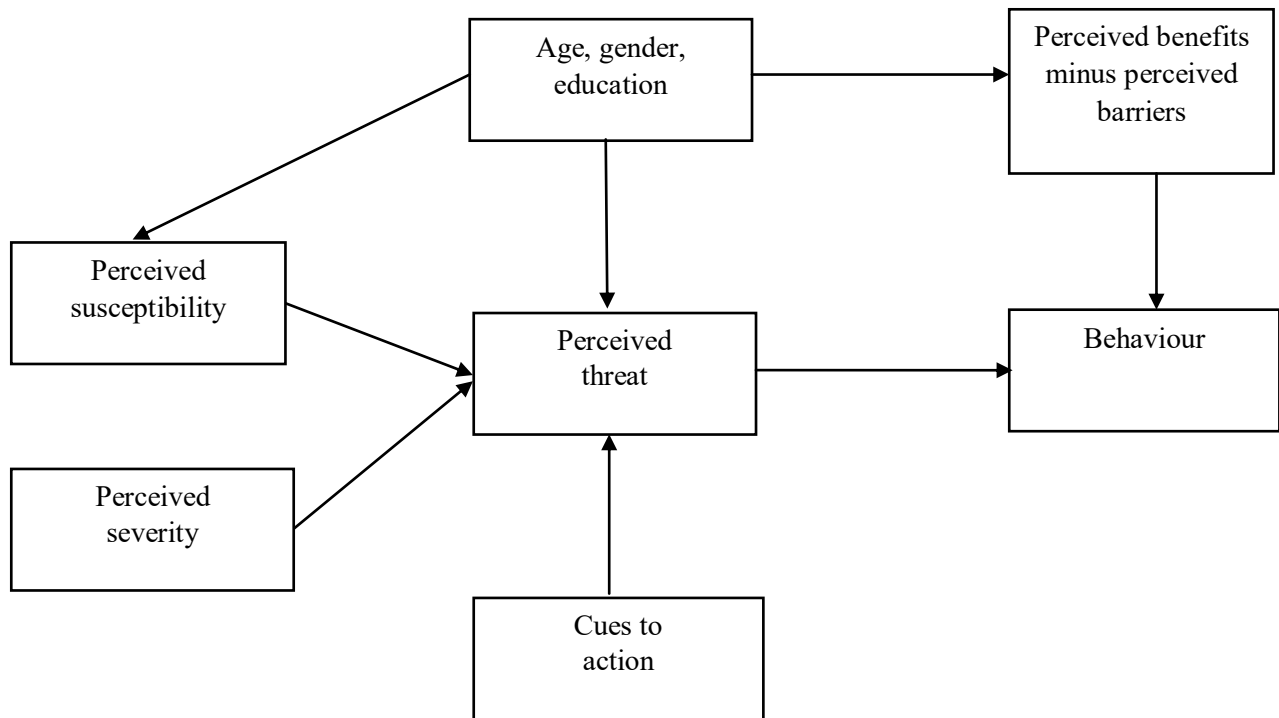 Age, gender,
education
Perceived benefits
minus perceived
barriers
Perceived
susceptibility
Perceived
threat
Behaviour
Perceived
severity
Cues to
action